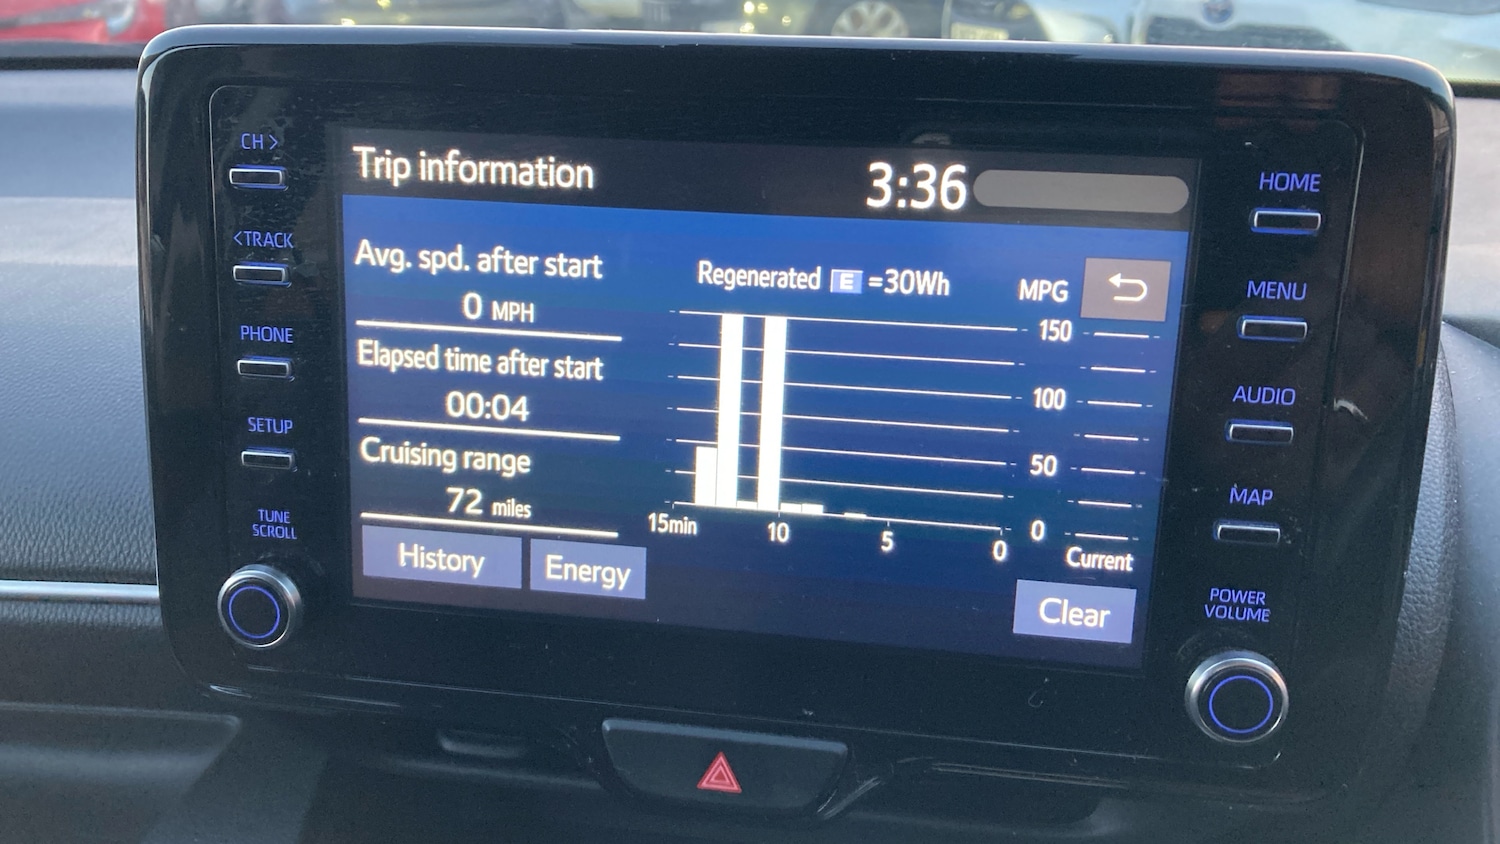 CH >
<TRACK
PHONE
SETUP
TUNE
SCROLL
Trip information
3:36
Avg. spd. after start
0 MPH
Elapsed time after start
00:04
Cruising range
72 miles
History
Energy
Regenerated E =30Wh
MPG
150
100
50
0
15min
10
5
0
Current
Clear
HOME
MENU
AUDIO
MAP
POWER
VOLUME